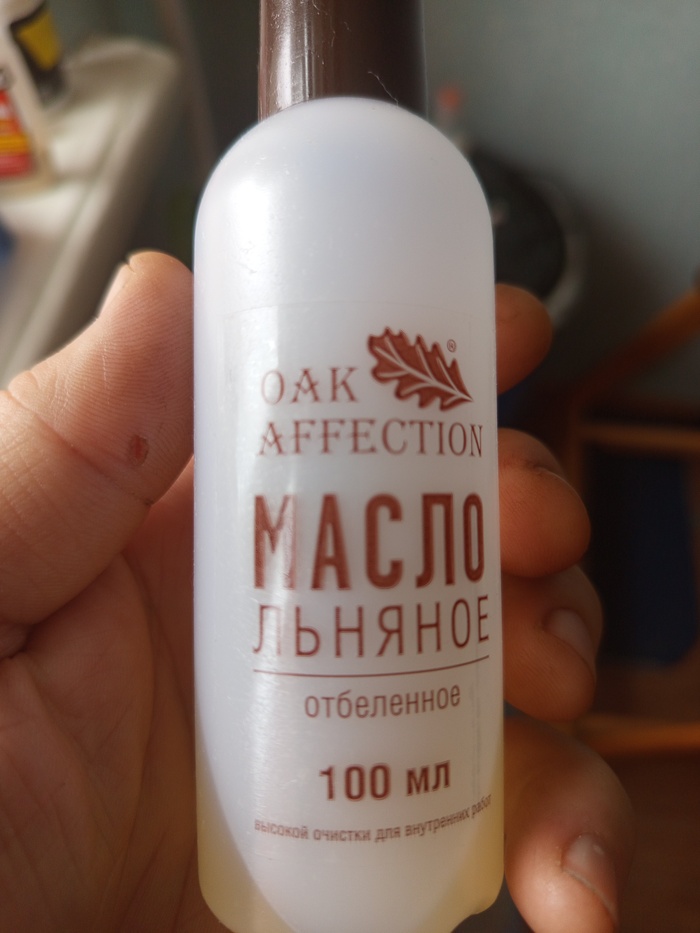 OAK
®
AFFECTION
МАСЛО
ЛЬНЯНОЕ
отбеленное
100 мл
высокой очистки для внутренних работ